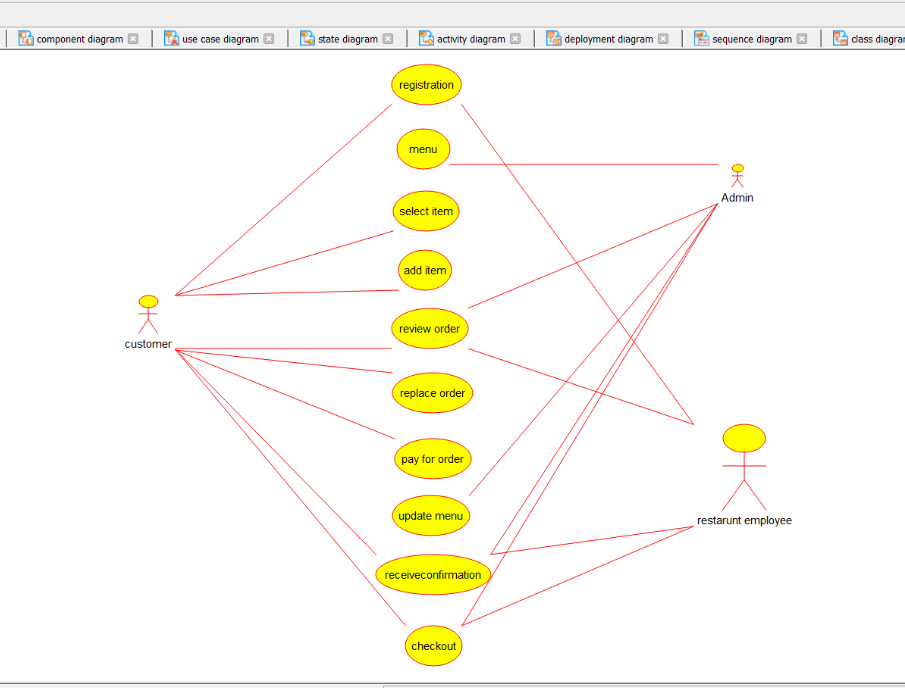 component diagram
use case diagram
state diagram
activity diagram
deployment diagram
sequence diagram
class diagrar
registration
menu
Admin
select item
add item
review order
customer
replace order
pay for order
update menu
restarunt employee
receiveconfirmation
checkout